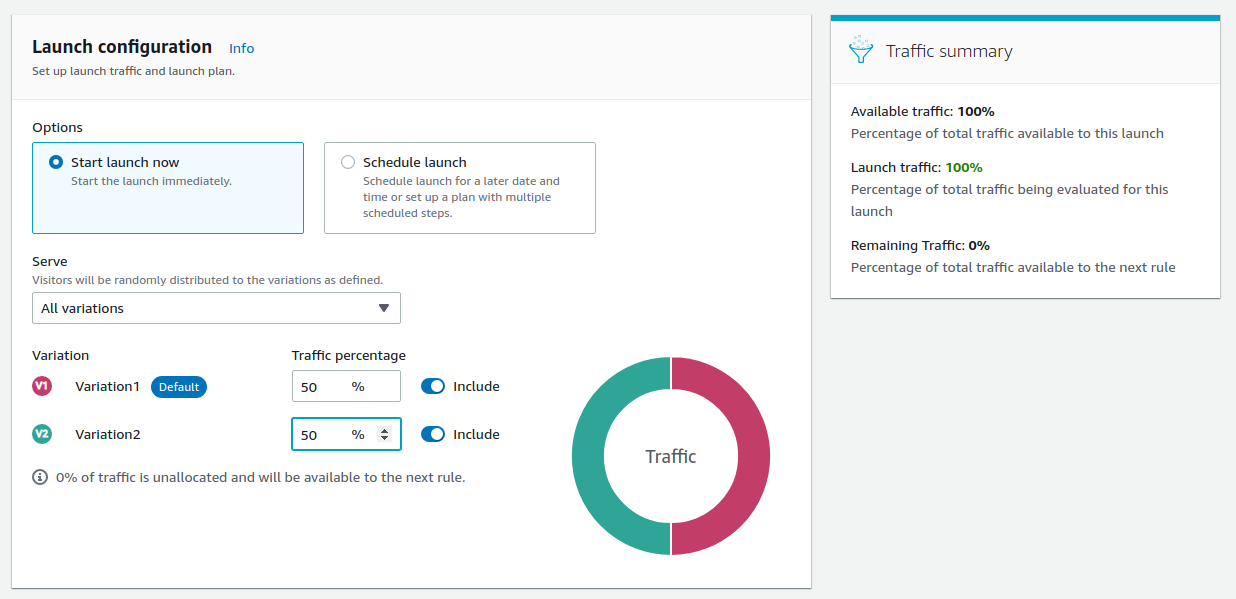 Launch configuration Info
Set up launch traffic and launch plan.
Options
Start launch now
Start the launch immediately.
Schedule launch
Schedule launch for a later date and
time or set up a plan with multiple
scheduled steps.
Serve
Visitors will be randomly distributed to the variations as defined.
All variations
Variation Traffic percentage
V1 Variation1 Default 50 % Include
V2 Variation2 50 % Include
0% of traffic is unallocated and will be available to the next rule.
Traffic
Traffic summary
Available traffic: 100%
Percentage of total traffic available to this launch
Launch traffic: 100%
Percentage of total traffic being evaluated for this
launch
Remaining Traffic: 0%
Percentage of total traffic available to the next rule